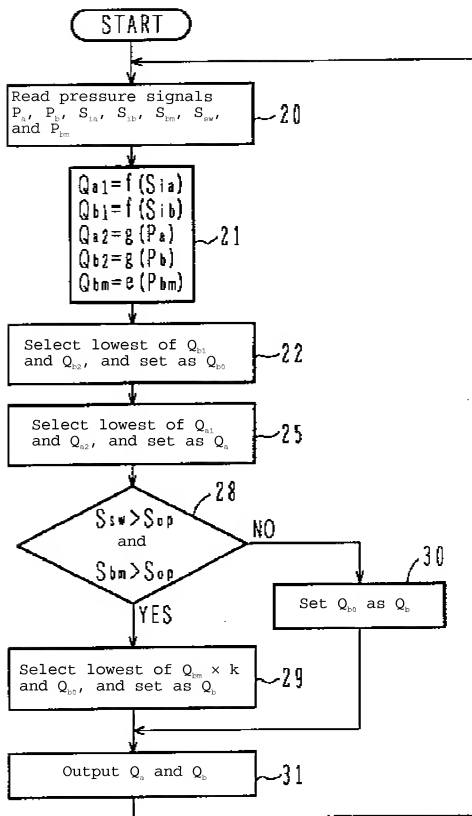 START
Read pressure signals
Pa, Pb, Sia, Sib, Sbm, Ssw,
and Pbm
20
Qa1=f(Sia)
Qb1=f(Sib)
Qa2=g(Pa)
Qb2=g(Pb)
Qbm=e(Pbm)
21
Select lowest of Qb1
and Qb2, and set as Qb0
22
Select lowest of Qa1
and Qa2, and set as Qa
25
28
Ssw>Sop
and
Sbm>Sop
NO
YES
30
Set Qb0 as Qb
Select lowest of Qbm × k
and Qb0, and set as Qb
29
Output Qa and Qb
31